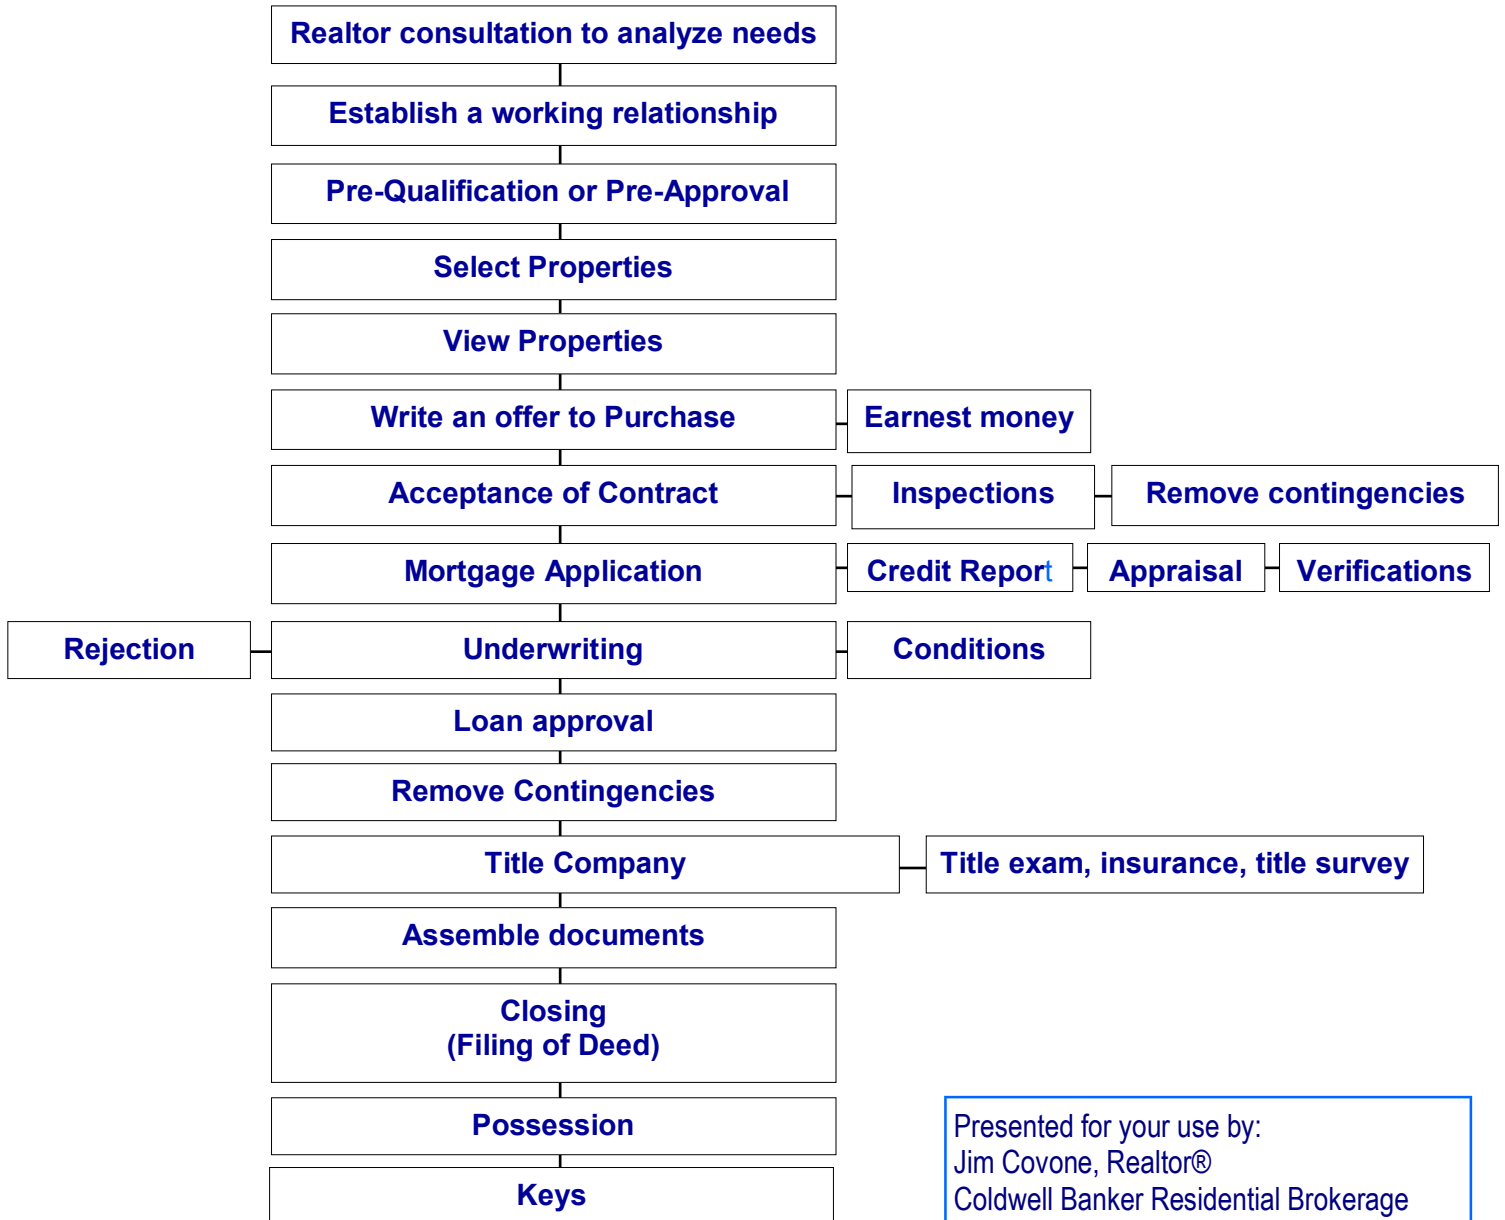 Realtor consultation to analyze needs
Establish a working relationship
Pre-Qualification or Pre-Approval
Select Properties
View Properties
Write an offer to Purchase
Earnest money
Acceptance of Contract
Inspections
Remove contingencies
Mortgage Application
Credit Report
Appraisal
Verifications
Rejection
Underwriting
Conditions
Loan approval
Remove Contingencies
Title Company
Title exam, insurance, title survey
Assemble documents
Closing
(Filing of Deed)
Possession
Keys
Presented for your use by:
Jim Covone, Realtor®
Coldwell Banker Residential Brokerage